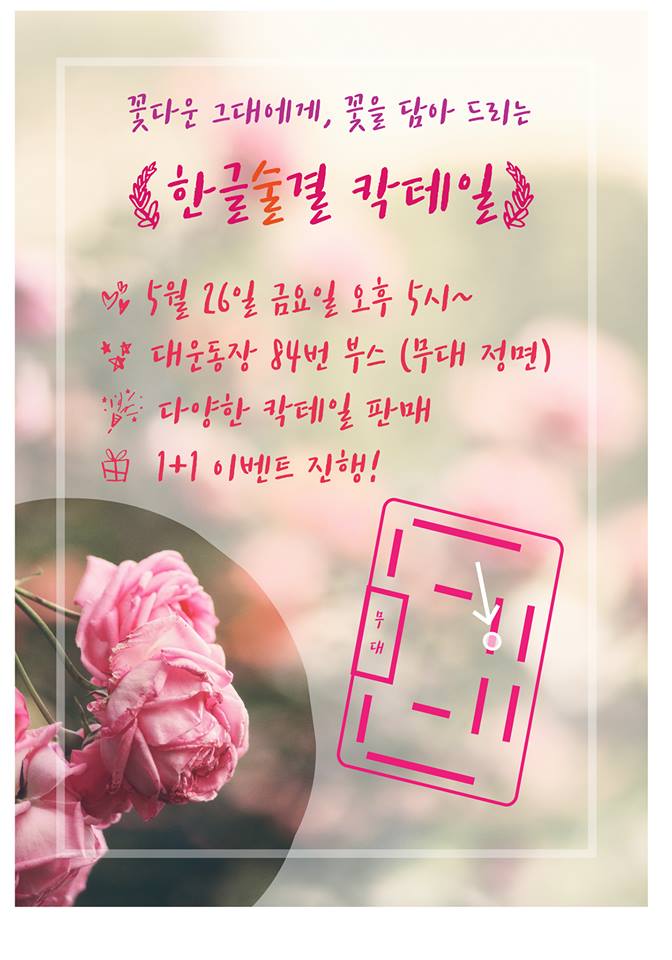 꽃다운 그대에게, 꽃을 담아 드리는
한글술결 칵테일
5월 26일 금요일 오후 5시~
대운동장 84번 부스 (무대 정면)
다양한 칵테일 판매
1+1 이벤트 진행!
무
대